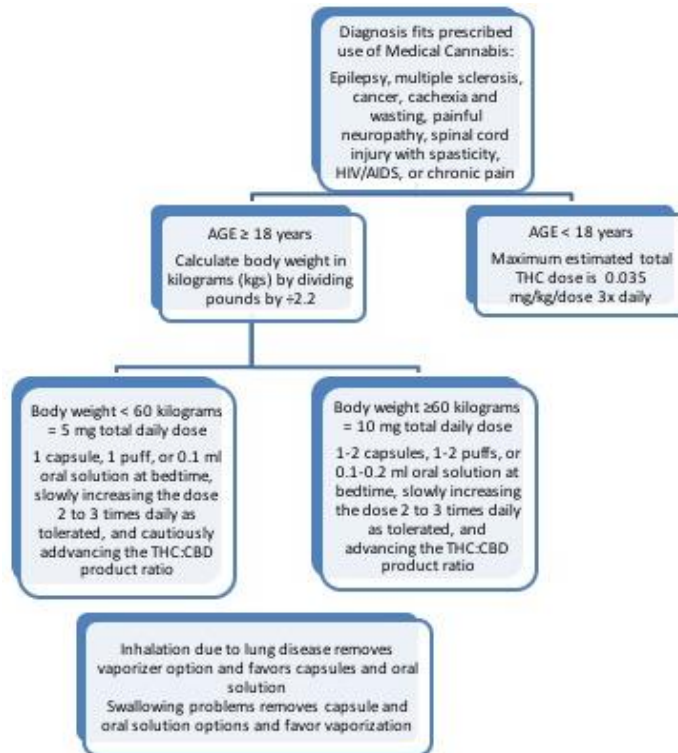 Diagnosis fits prescribed
use of Medical Cannabis:
Epilepsy, multiple sclerosis,
cancer, cachexia and
wasting, painful
neuropathy, spinal cord
injury with spasticity,
HIV/AIDS, or chronic pain
AGE ≥ 18 years
Calculate body weight in
kilograms (kgs) by dividing
pounds by ÷2.2
AGE < 18 years
Maximum estimated total
THC dose is 0.035
mg/kg/dose 3x daily
Body weight < 60 kilograms
= 5 mg total daily dose
1 capsule, 1 puff, or 0.1 ml
oral solution at bedtime,
slowly increasing the dose
2 to 3 times daily as
tolerated, and cautiously
addvancing the THC:CBD
product ratio
Body weight ≥60 kilograms
= 10 mg total daily dose
1-2 capsules, 1-2 puffs, or
0.1-0.2 ml oral solution at
bedtime, slowly increasing
the dose 2 to 3 times daily
as tolerated, and
advancing the THC:CBD
product ratio
Inhalation due to lung disease removes
vaporizer option and favors capsules and oral
solution
Swallowing problems removes capsule and
oral solution options and favor vaporization